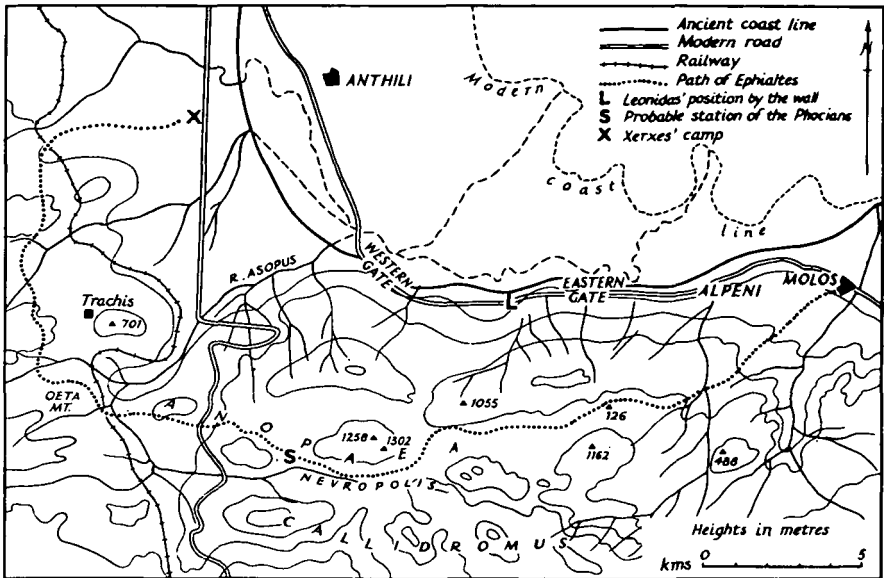 Ancient coast line
Modern road
Railway
Path of Ephialtes
L Leonidas' position by the wall
S Probable station of the Phocians
X Xerxes' camp
N
ANTHILI
Modern
coast
line
X
WESTERN
GATE
R. ASOPUS
L
EASTERN
GATE
ALPENI
MOLOS
Trachis
701
OETA
MT.
ANOPAEA
1055
126
1258
1302
1162
488
S
NEVROPOLIS
CALLIDROMUS
Heights in metres
kms 0 5